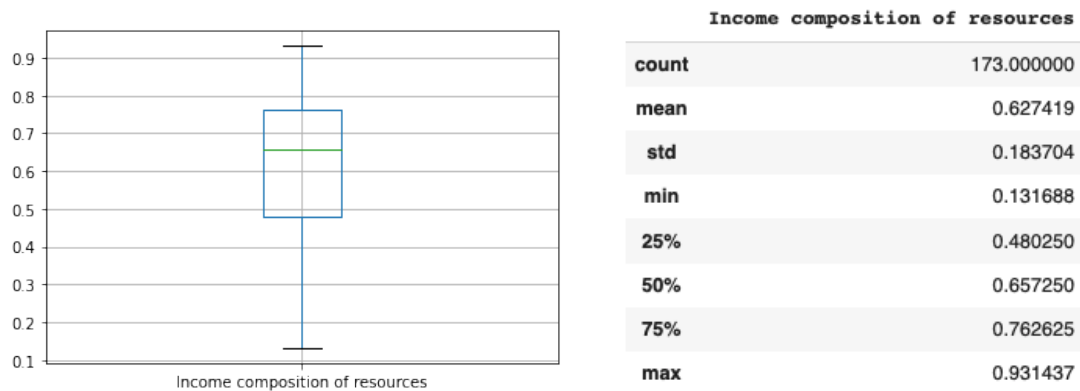 0.9
0.8
0.7
0.6
0.5
0.4
0.3
0.2
0.1
Income composition of resources
Income composition of resources
count 173.000000
mean 0.627419
std 0.183704
min 0.131688
25% 0.480250
50% 0.657250
75% 0.762625
max 0.931437